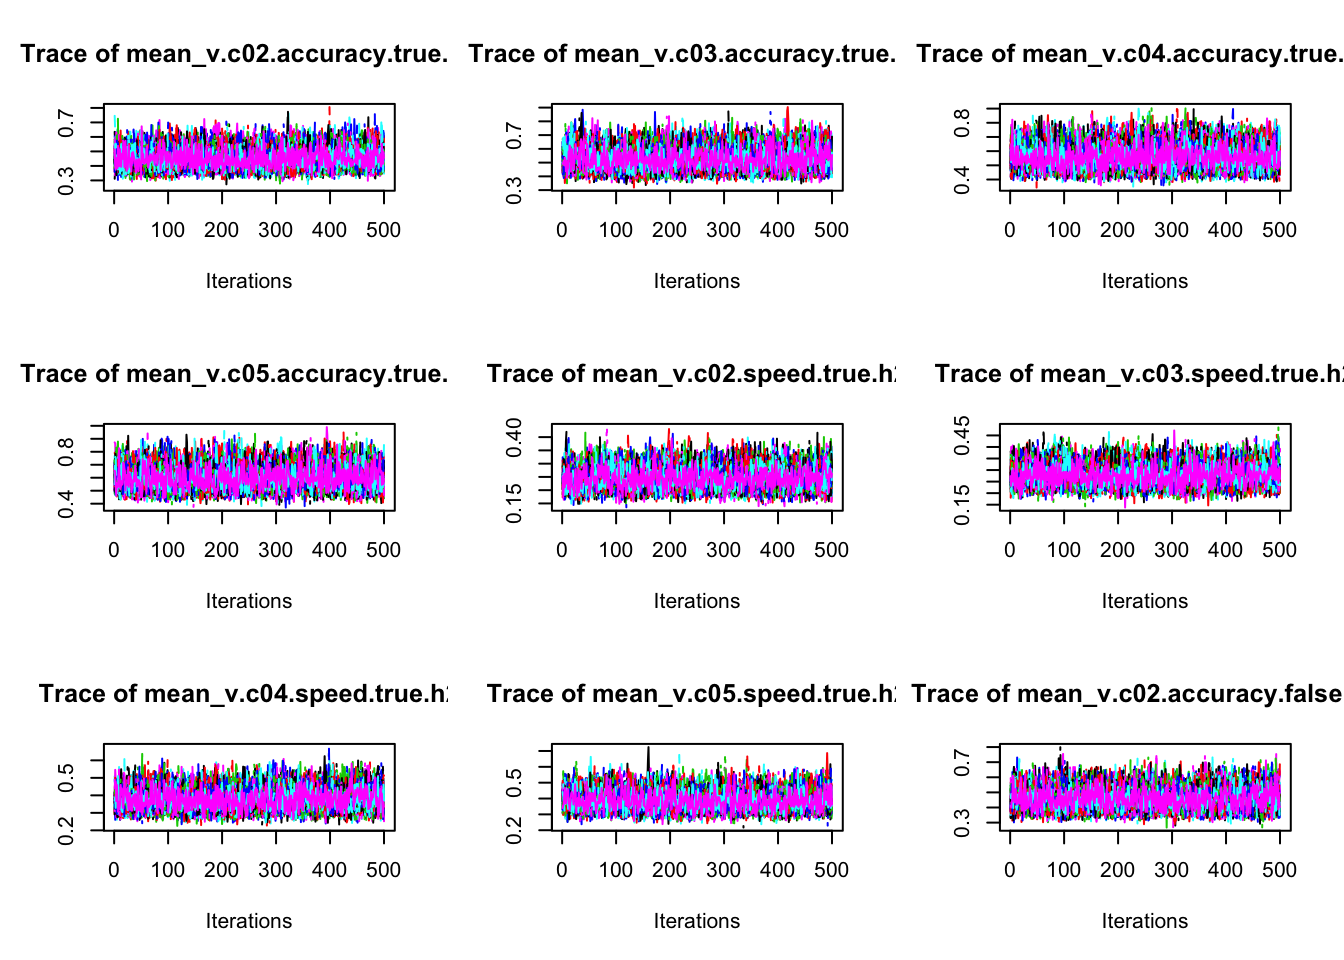 Trace of mean_v.c02.accuracy.true. Trace of mean_v.c03.accuracy.true. Trace of mean_v.c04.accuracy.true.
0.3 0.7 0.3 0.7 0.4 0.8
0 100 200 300 400 500 0 100 200 300 400 500 0 100 200 300 400 500
Iterations Iterations Iterations
Trace of mean_v.c05.accuracy.true. Trace of mean_v.c02.speed.true.h Trace of mean_v.c03.speed.true.h
0.4 0.8 0.15 0.40 0.15 0.45
0 100 200 300 400 500 0 100 200 300 400 500 0 100 200 300 400 500
Iterations Iterations Iterations
Trace of mean_v.c04.speed.true.h Trace of mean_v.c05.speed.true.h Trace of mean_v.c02.accuracy.false
0.2 0.5 0.2 0.5 0.3 0.7
0 100 200 300 400 500 0 100 200 300 400 500 0 100 200 300 400 500
Iterations Iterations Iterations